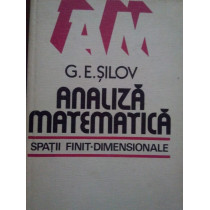 AM
G.E.ŞILOV
ANALIZĂ
MATEMATICĂ
SPAŢII FINIT-DIMENSIONALE